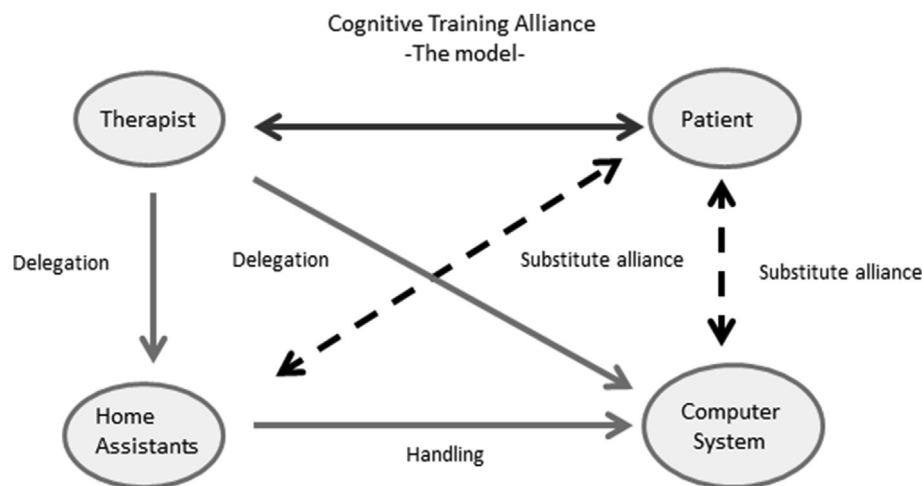 Cognitive Training Alliance
-The model-
Therapist
Patient
Delegation
Delegation
Substitute alliance
Substitute alliance
Home
Assistants
Computer
System
Handling